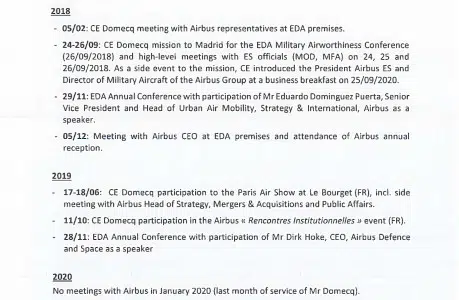 2018
- 05/02: CE Domecq meeting with Airbus representatives at EDA premises.
- 24-26/09: CE Domecq mission to Madrid for the EDA Military Airworthiness Conference
(26/09/2018) and high-level meetings with ES officials (MOD, MFA) on 24, 25 and
26/09/2018. As a side event to the mission, CE introduced the President Airbus ES and
Director of Military Aircraft of the Airbus Group at a business breakfast on 25/09/2020.
- 29/11: EDA Annual Conference with participation of Mr Eduardo Dominguez Puerta, Senior
Vice President and Head of Urban Air Mobility, Strategy & International, Airbus as a
speaker.
- 05/12: Meeting with Airbus CEO at EDA premises and attendance of Airbus annual
reception.
2019
- 17-18/06: CE Domecq participation to the Paris Air Show at Le Bourget (FR), incl. side
meeting with Airbus Head of Strategy, Mergers & Acquisitions and Public Affairs.
- 11/10: CE Domecq participation in the Airbus « Rencontres Institutionnelles » event (FR).
- 28/11: EDA Annual Conference with participation of Mr Dirk Hoke, CEO, Airbus Defence
and Space as a speaker
2020
No meetings with Airbus in January 2020 (last month of service of Mr Domecq).